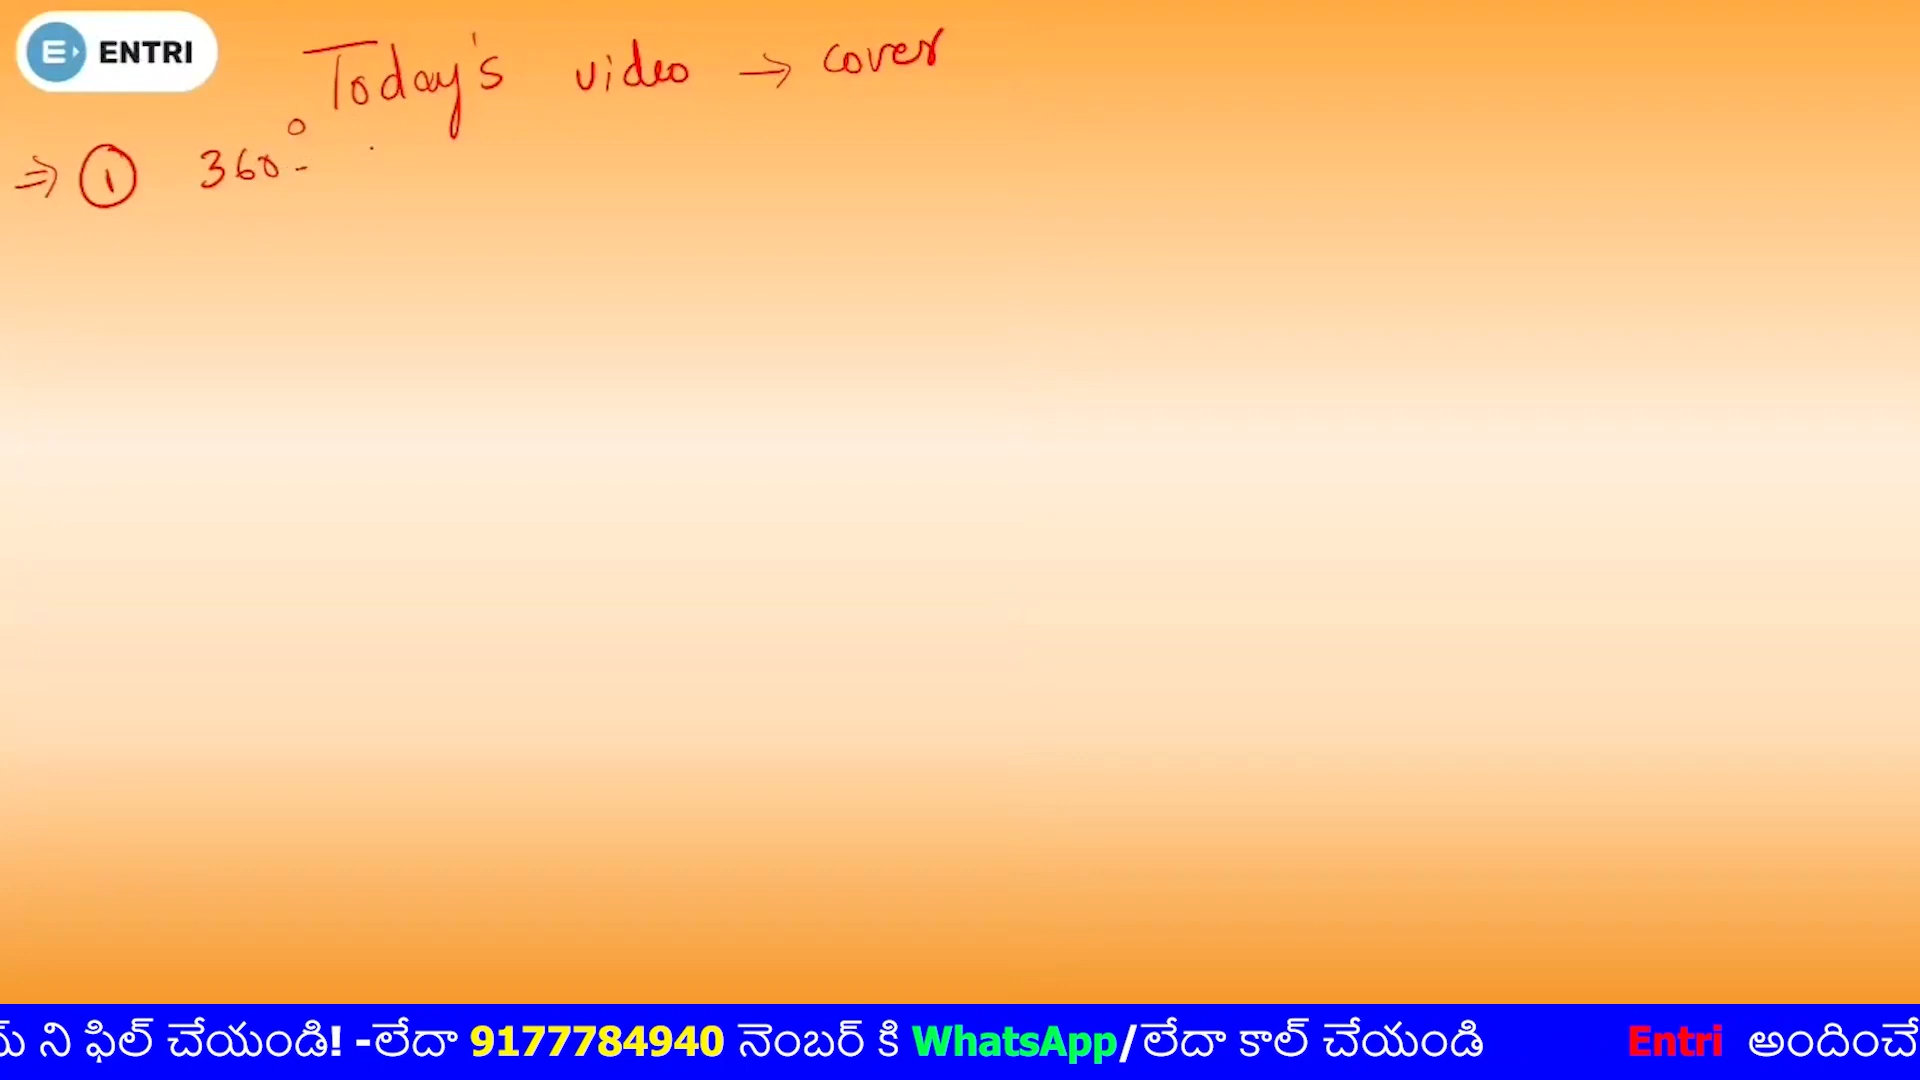 ENTRI
Today's video → cover
⇒ ① 360° -
ని ఫిల్ చేయండి! -లేదా 9177784940 నెంబర్ కి WhatsApp/లేదా కాల్ చేయండి Entri అందించే